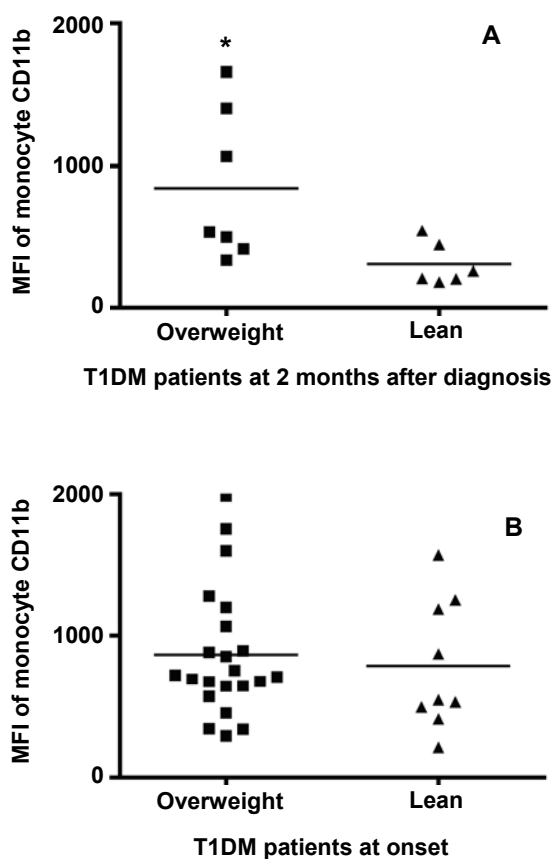 A
*
2000
1000
0
MFI of monocyte CD11b
Overweight Lean
T1DM patients at 2 months after diagnosis
B
2000
1000
0
MFI of monocyte CD11b
Overweight Lean
T1DM patients at onset